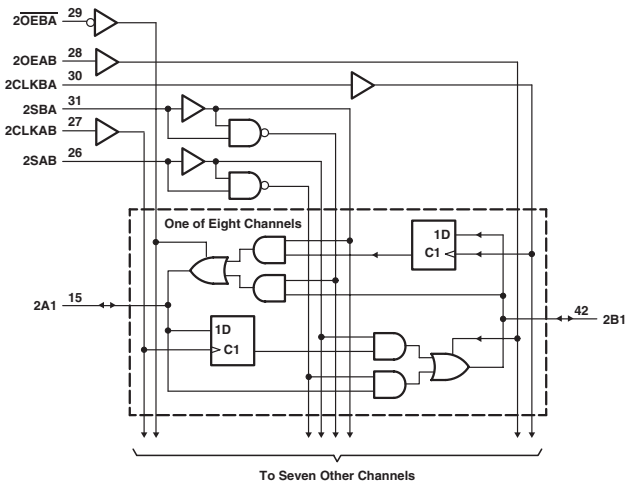 2OEBA 29
2OEAB 28
2CLKBA 30
2SBA 31
2CLKAB 27
2SAB 26
One of Eight Channels
1D
C1
2A1 15
42 2B1
1D
C1
To Seven Other Channels